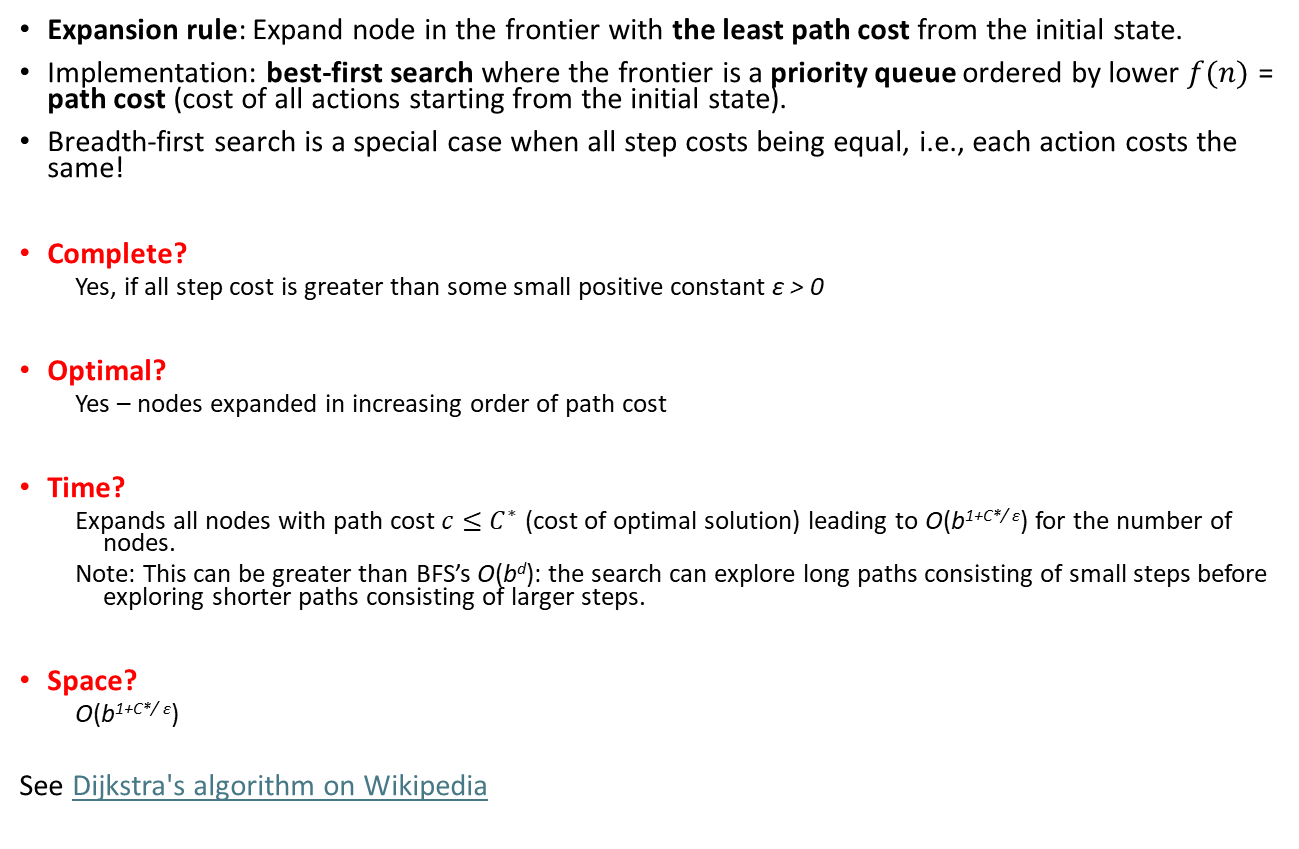 • Expansion rule: Expand node in the frontier with the least path cost from the initial state.
• Implementation: best-first search where the frontier is a priority queue ordered by lower f(n) =
path cost (cost of all actions starting from the initial state).
• Breadth-first search is a special case when all step costs being equal, i.e., each action costs the
same!
• Complete?
Yes, if all step cost is greater than some small positive constant ε > 0
• Optimal?
Yes – nodes expanded in increasing order of path cost
• Time?
Expands all nodes with path cost c ≤ C* (cost of optimal solution) leading to O(b^{1+C*/ ε}) for the number of
nodes.
Note: This can be greater than BFS’s O(b^d): the search can explore long paths consisting of small steps before
exploring shorter paths consisting of larger steps.
• Space?
O(b^{1+C*/ ε})
See Dijkstra's algorithm on Wikipedia